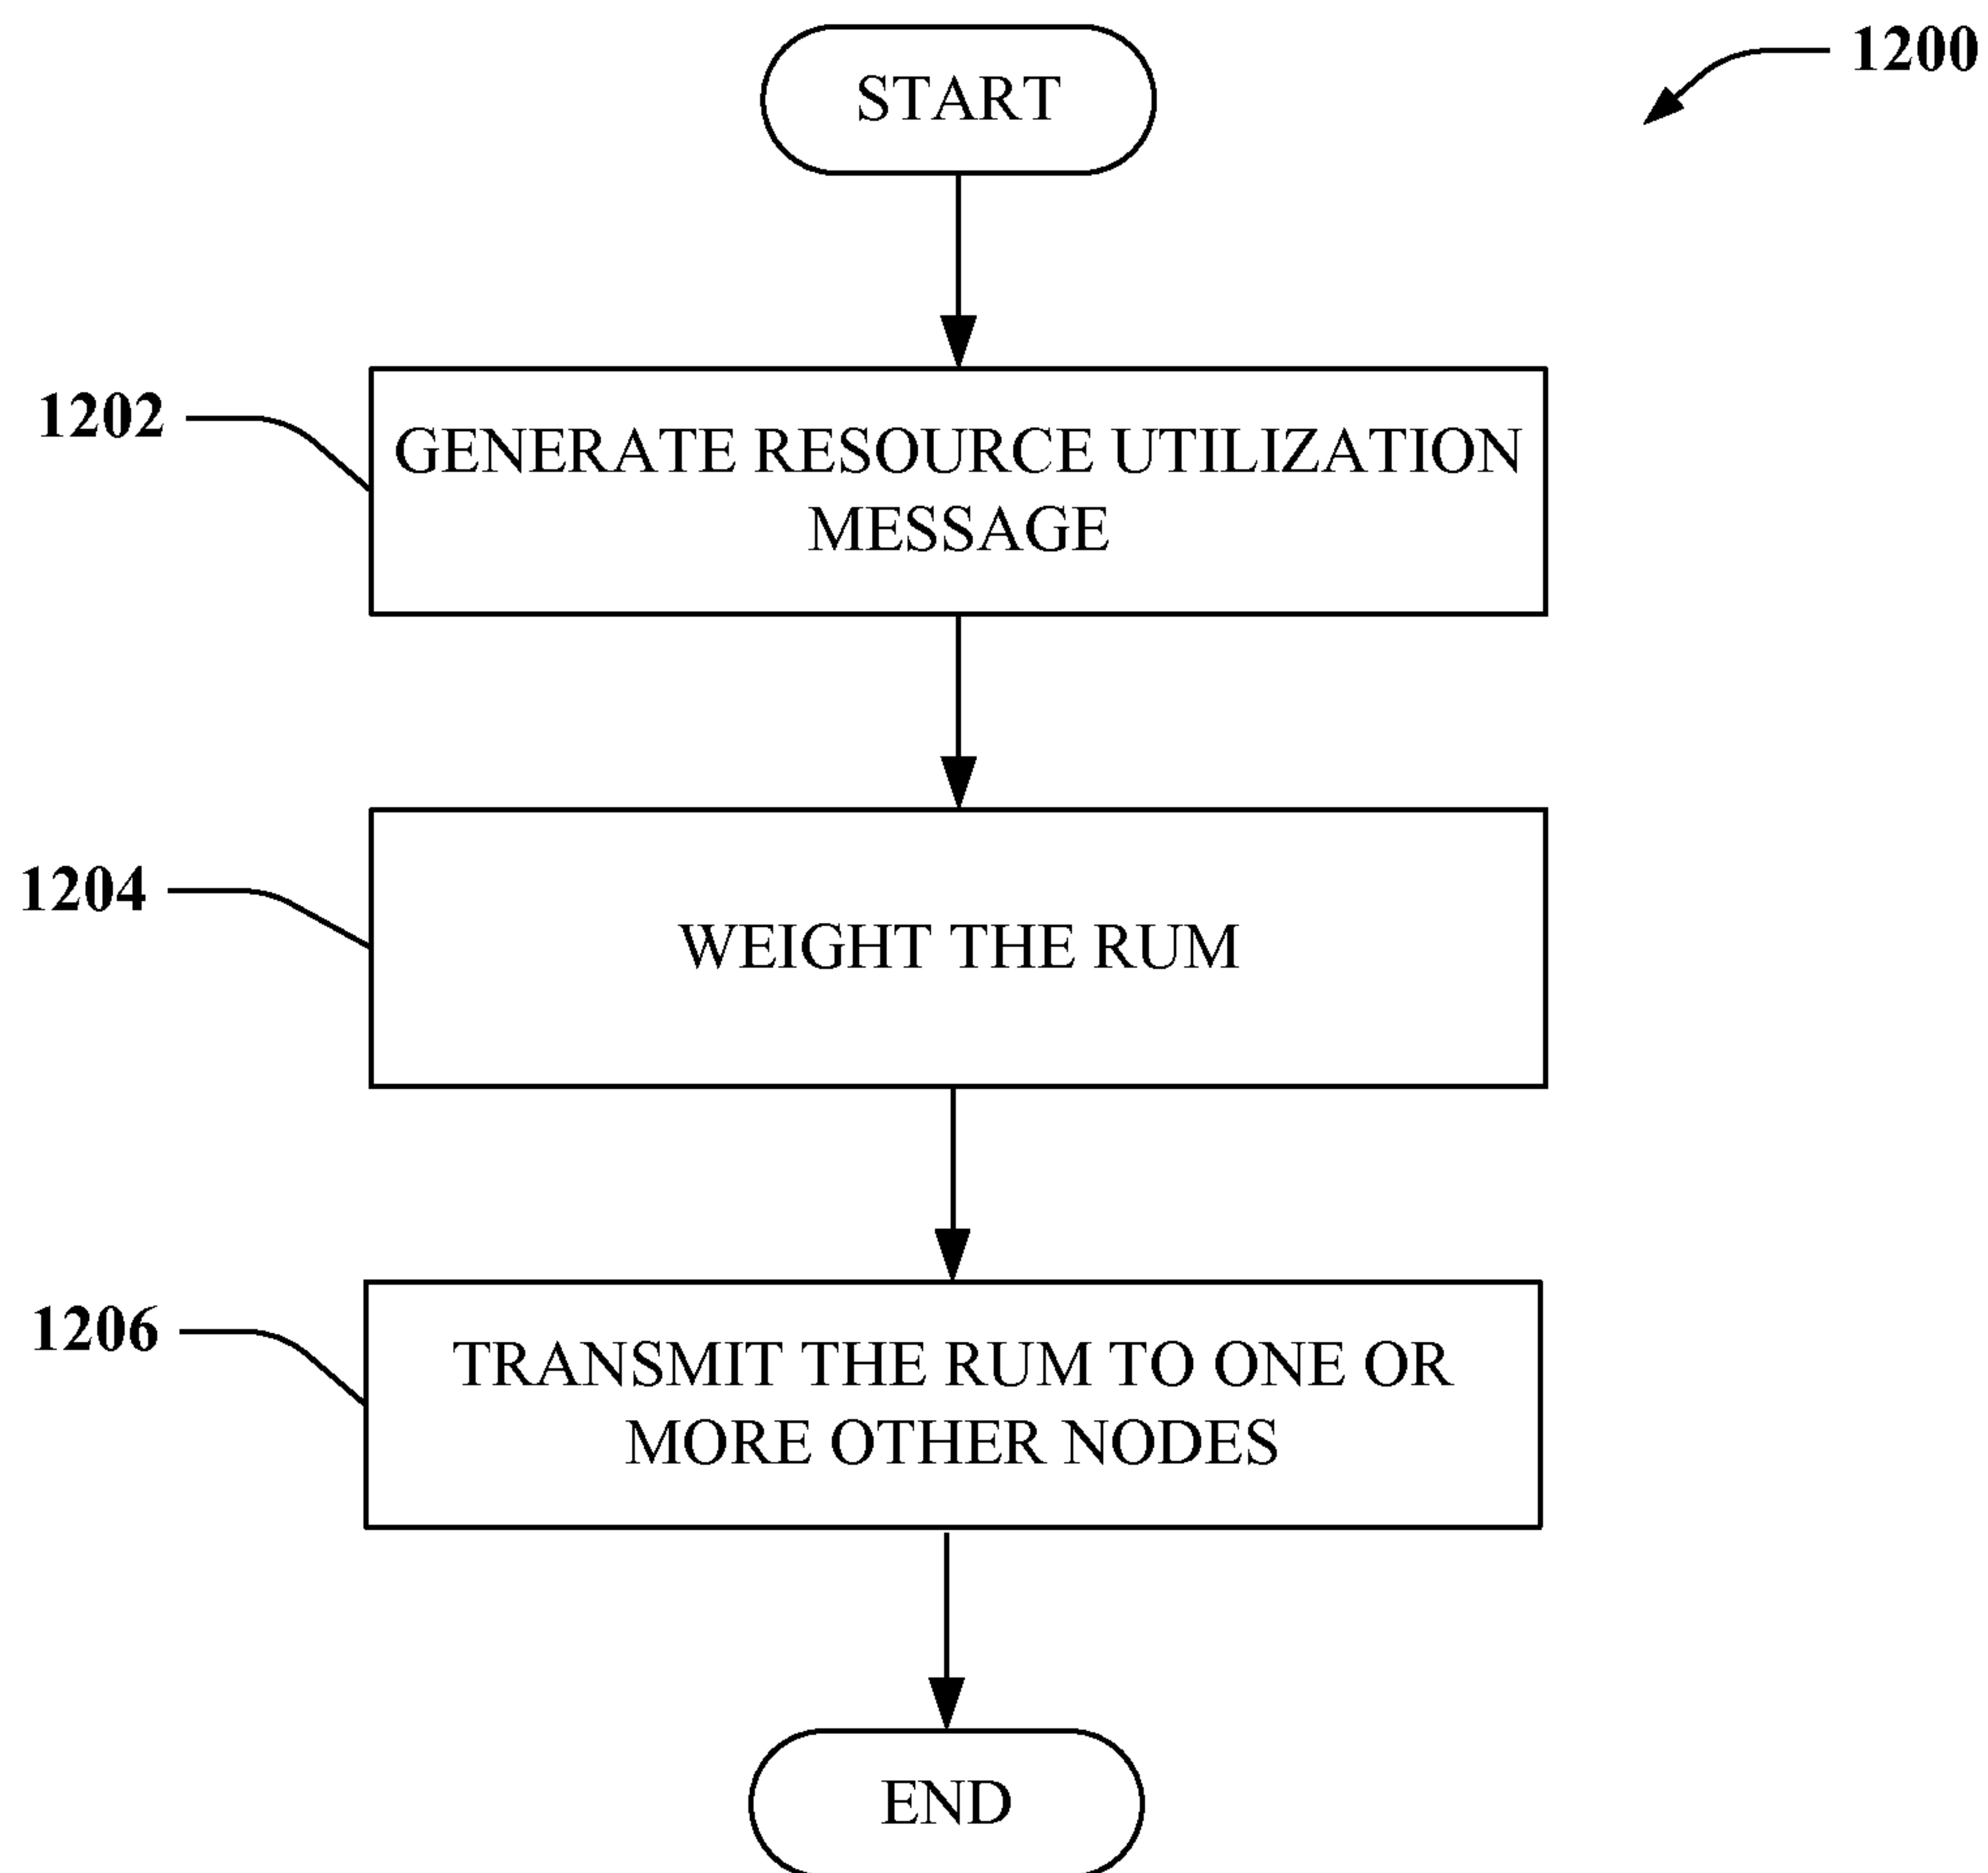 START
1200
1202
GENERATE RESOURCE UTILIZATION
MESSAGE
1204
WEIGHT THE RUM
1206
TRANSMIT THE RUM TO ONE OR
MORE OTHER NODES
END